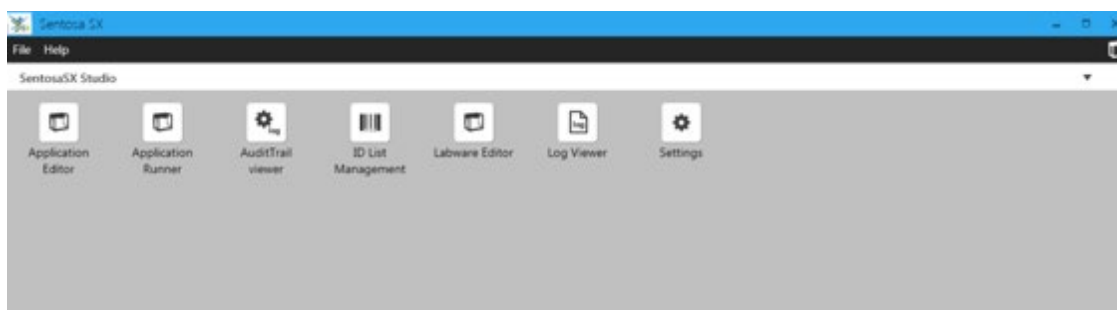 Sentosa SX
File Help
SentosaSX Studio
Application Editor
Application Runner
AuditTrail viewer
ID List Management
Labware Editor
Log Viewer
Settings